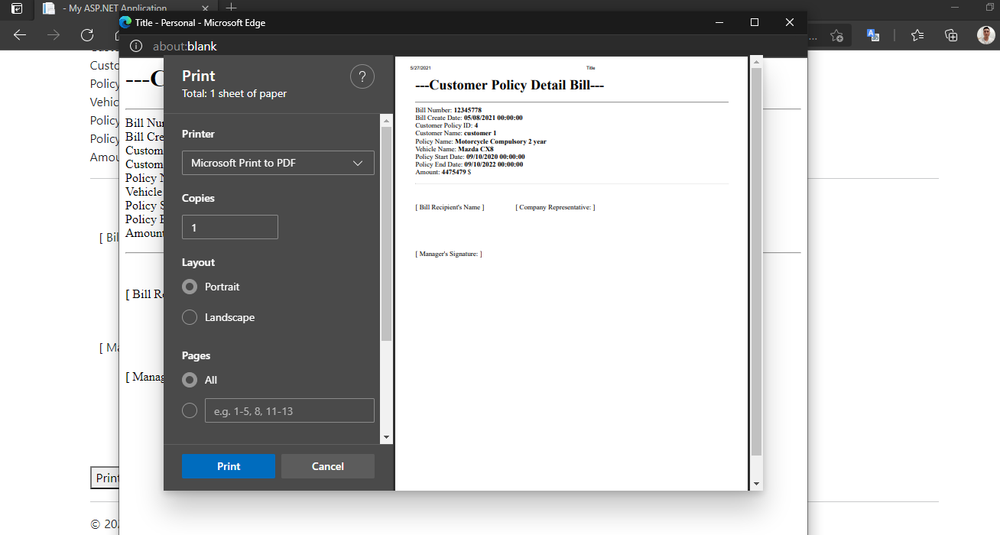 - My ASP.NET Application
Title - Personal - Microsoft Edge
about:blank
Custo
Policy
Vehic
Policy
Policy
Amou
[ Bil
[ Ma
Print
© 202
---C
Bill Nu
Bill Cre
Custom
Custom
Policy N
Vehicle
Policy S
Policy E
Amount
[ Bill Re
[ Manag
Print
Total: 1 sheet of paper
?
Printer
Microsoft Print to PDF
Copies
1
Layout
Portrait
Landscape
Pages
All
e.g. 1-5, 8, 11-13
Print
Cancel
5/27/2021 Title
---Customer Policy Detail Bill---
Bill Number: 12345778
Bill Create Date: 05/08/2021 00:00:00
Customer Policy ID: 4
Customer Name: customer 1
Policy Name: Motorcycle Compulsory 2 year
Vehicle Name: Mazda CX8
Policy Start Date: 09/10/2020 00:00:00
Policy End Date: 09/10/2022 00:00:00
Amount: 4475479 $
[ Bill Recipient's Name ] [ Company Representative: ]
[ Manager's Signature: ]